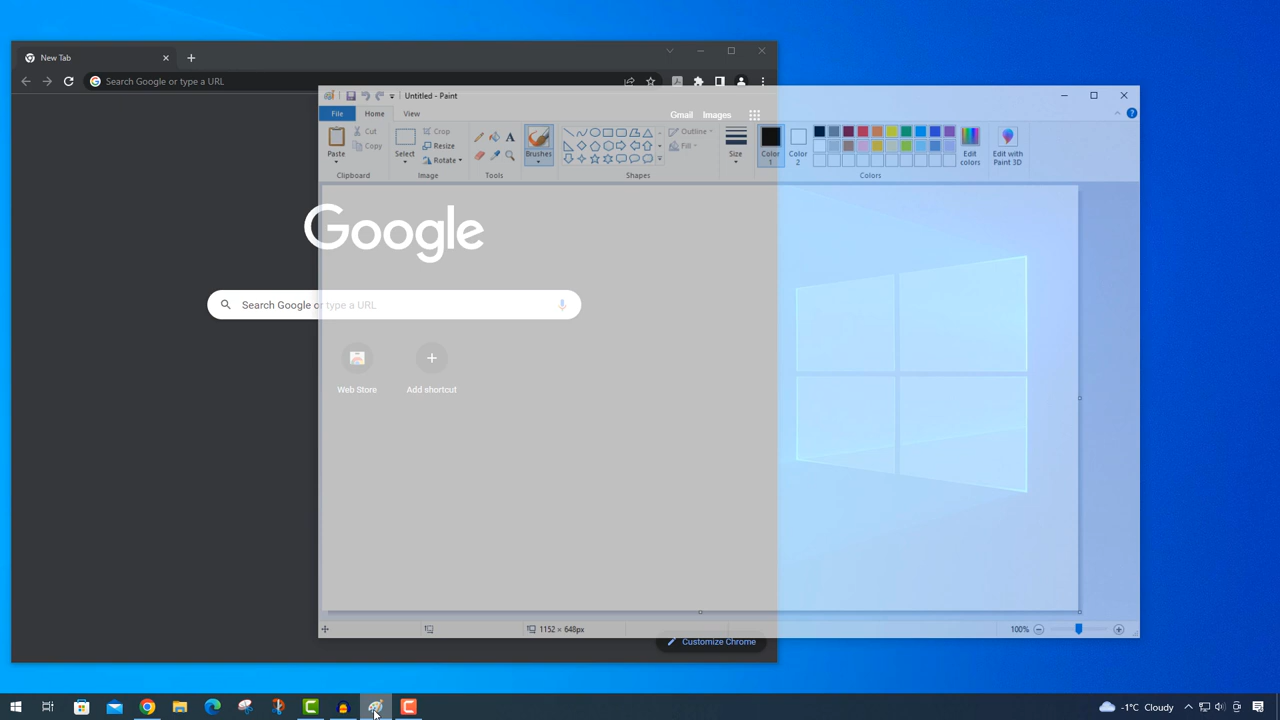 New Tab
Search Google or type a URL
Untitled - Paint
File Home View
Gmail Images
Paste
Cut
Copy
Clipboard
Select
Crop
Resize
Rotate
Image
Tools
Brushes
Shapes
Outline
Fill
Size
Color 1
Color 2
Edit colors
Edit with Paint 3D
Colors
Google
Search Google or type a URL
Web Store
Add shortcut
1152 × 648px
100%
Customize Chrome
-1°C Cloudy